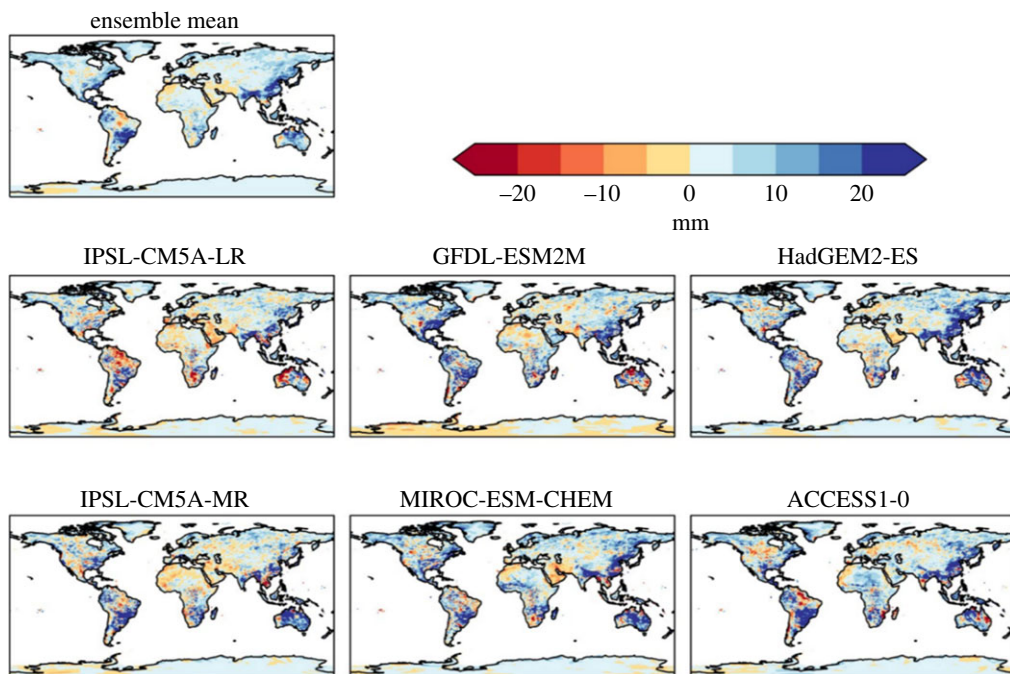 ensemble mean
−20 −10 0 10 20
mm
IPSL-CM5A-LR GFDL-ESM2M HadGEM2-ES
IPSL-CM5A-MR MIROC-ESM-CHEM ACCESS1-0